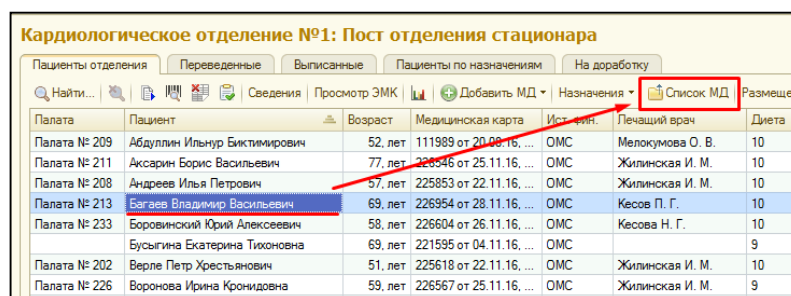 Кардиологическое отделение №1: Пост отделения стационара
Пациенты отделения Переведенные Выписанные Пациенты по назначениям На доработку
Найти... Сведения Просмотр ЭМК Добавить МД Назначения Список МД Размеще
Палата Пациент Возраст Медицинская карта Ист. фин. Лечащий врач Диета
Палата № 209 Абдуллин Ильнур Биктимирович 52, лет 111989 от 20.08.16, ... ОМС Мелокумова О. В. 10
Палата № 211 Аксарин Борис Васильевич 77, лет 226546 от 25.11.16, ... ОМС Жилинская И. М. 10
Палата № 208 Андреев Илья Петрович 57, лет 225853 от 22.11.16, ... ОМС Жилинская И. М. 10
Палата № 213 Багаев Владимир Васильевич 69, лет 226954 от 28.11.16, ... ОМС Кесов П. Г. 10
Палата № 233 Боровинский Юрий Алексеевич 58, лет 226604 от 26.11.16, ... ОМС Кесова Н. Г. 10
Бусыгина Екатерина Тихоновна 69, лет 221595 от 04.11.16, ... ОМС 9
Палата № 202 Верле Петр Хрестьянович 51, лет 225618 от 22.11.16, ... ОМС Жилинская И. М. 10
Палата № 226 Воронова Ирина Кронидовна 59, лет 226567 от 25.11.16, ... ОМС Жилинская И. М. 9